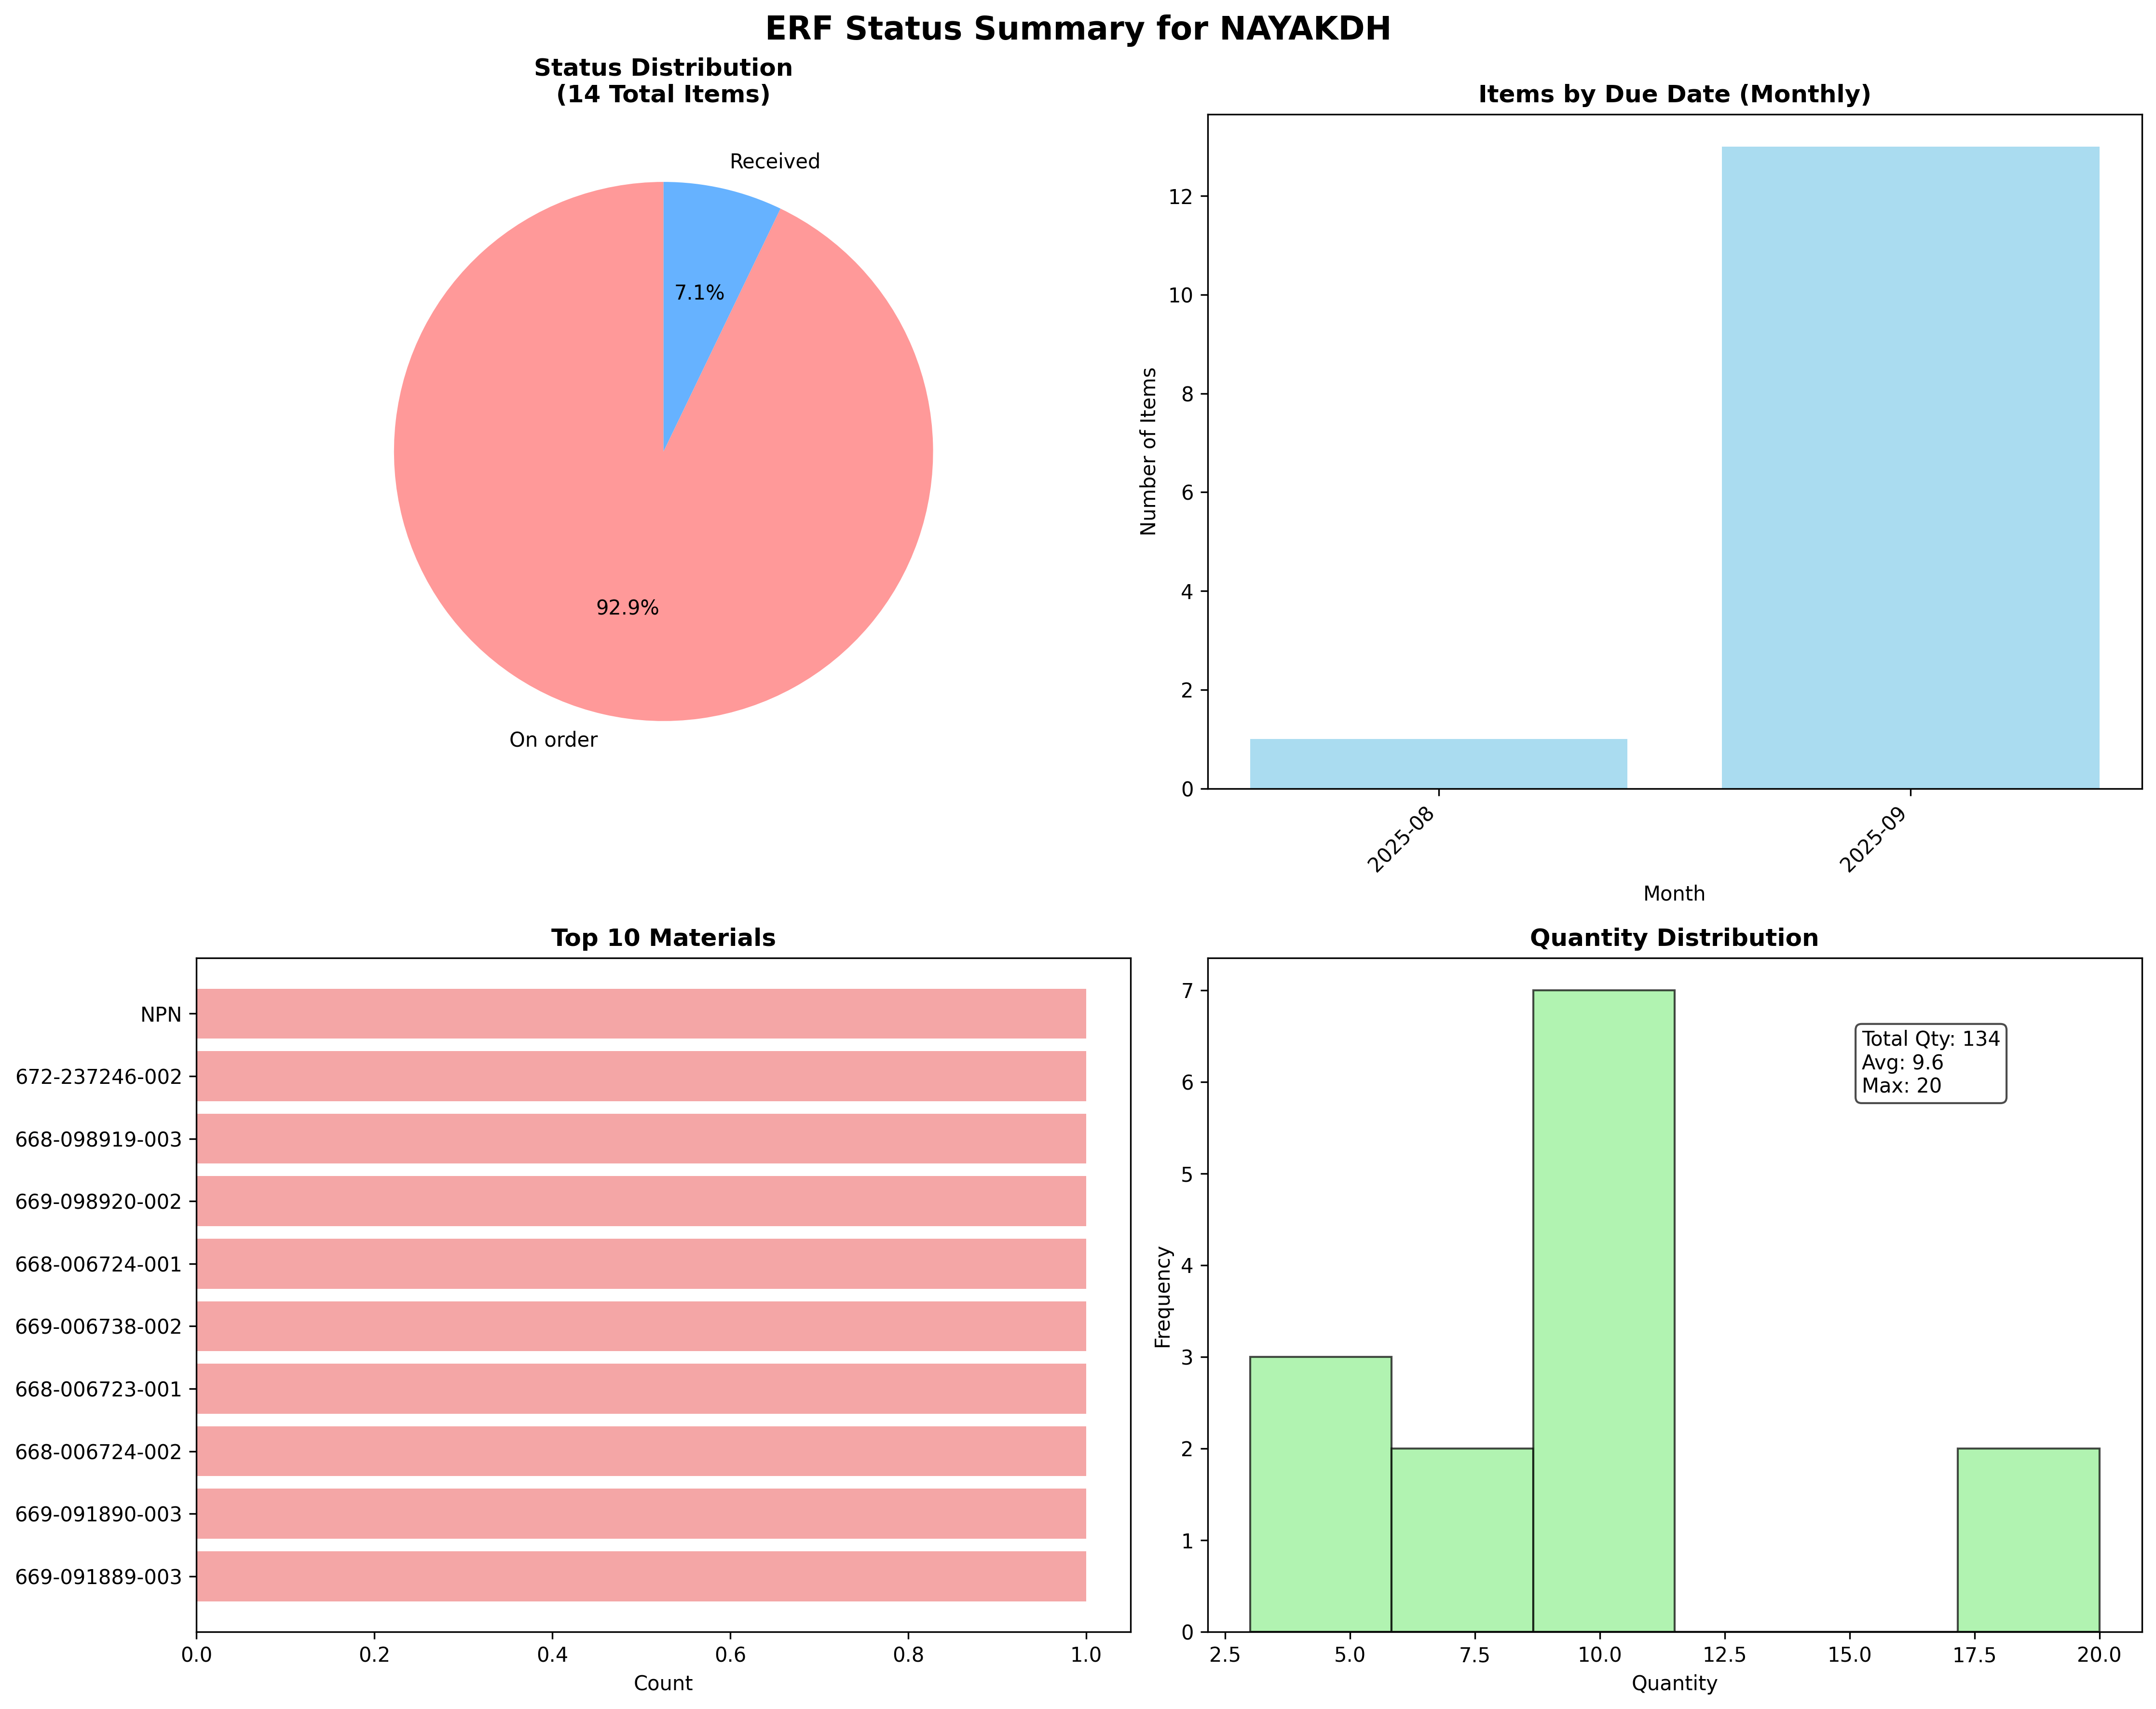 ERF Status Summary for NAYAKDH
Status Distribution
(14 Total Items)
Received
7.1%
92.9%
On order
Items by Due Date (Monthly)
Number of Items
12
10
8
6
4
2
0
2025-08
2025-09
Month
Top 10 Materials
NPN
672-237246-002
668-098919-003
669-098920-002
668-006724-001
669-006738-002
668-006723-001
668-006724-002
669-091890-003
669-091889-003
0.0 0.2 0.4 0.6 0.8 1.0
Count
Quantity Distribution
Frequency
7
6
5
4
3
2
1
0
Total Qty: 134
Avg: 9.6
Max: 20
2.5 5.0 7.5 10.0 12.5 15.0 17.5 20.0
Quantity